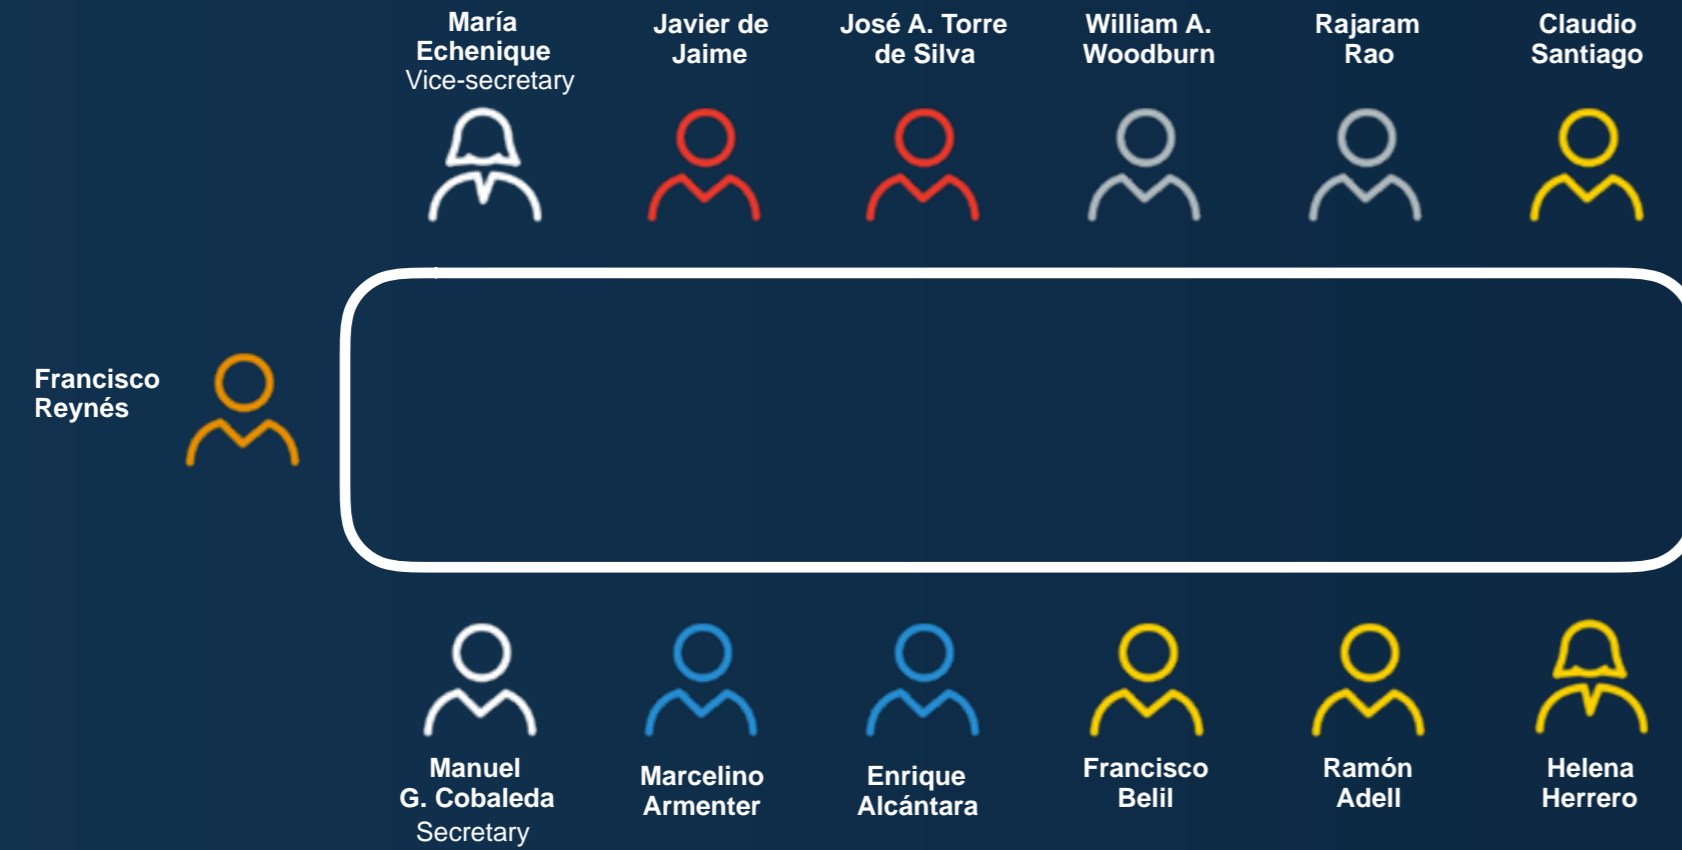 María
Echenique
Vice-secretary
Javier de
Jaime
José A. Torre
de Silva
William A.
Woodburn
Rajaram
Rao
Claudio
Santiago
Francisco
Reynés
Manuel
G. Cobaleda
Secretary
Marcelino
Armenter
Enrique
Alcántara
Francisco
Belil
Ramón
Adell
Helena
Herrero